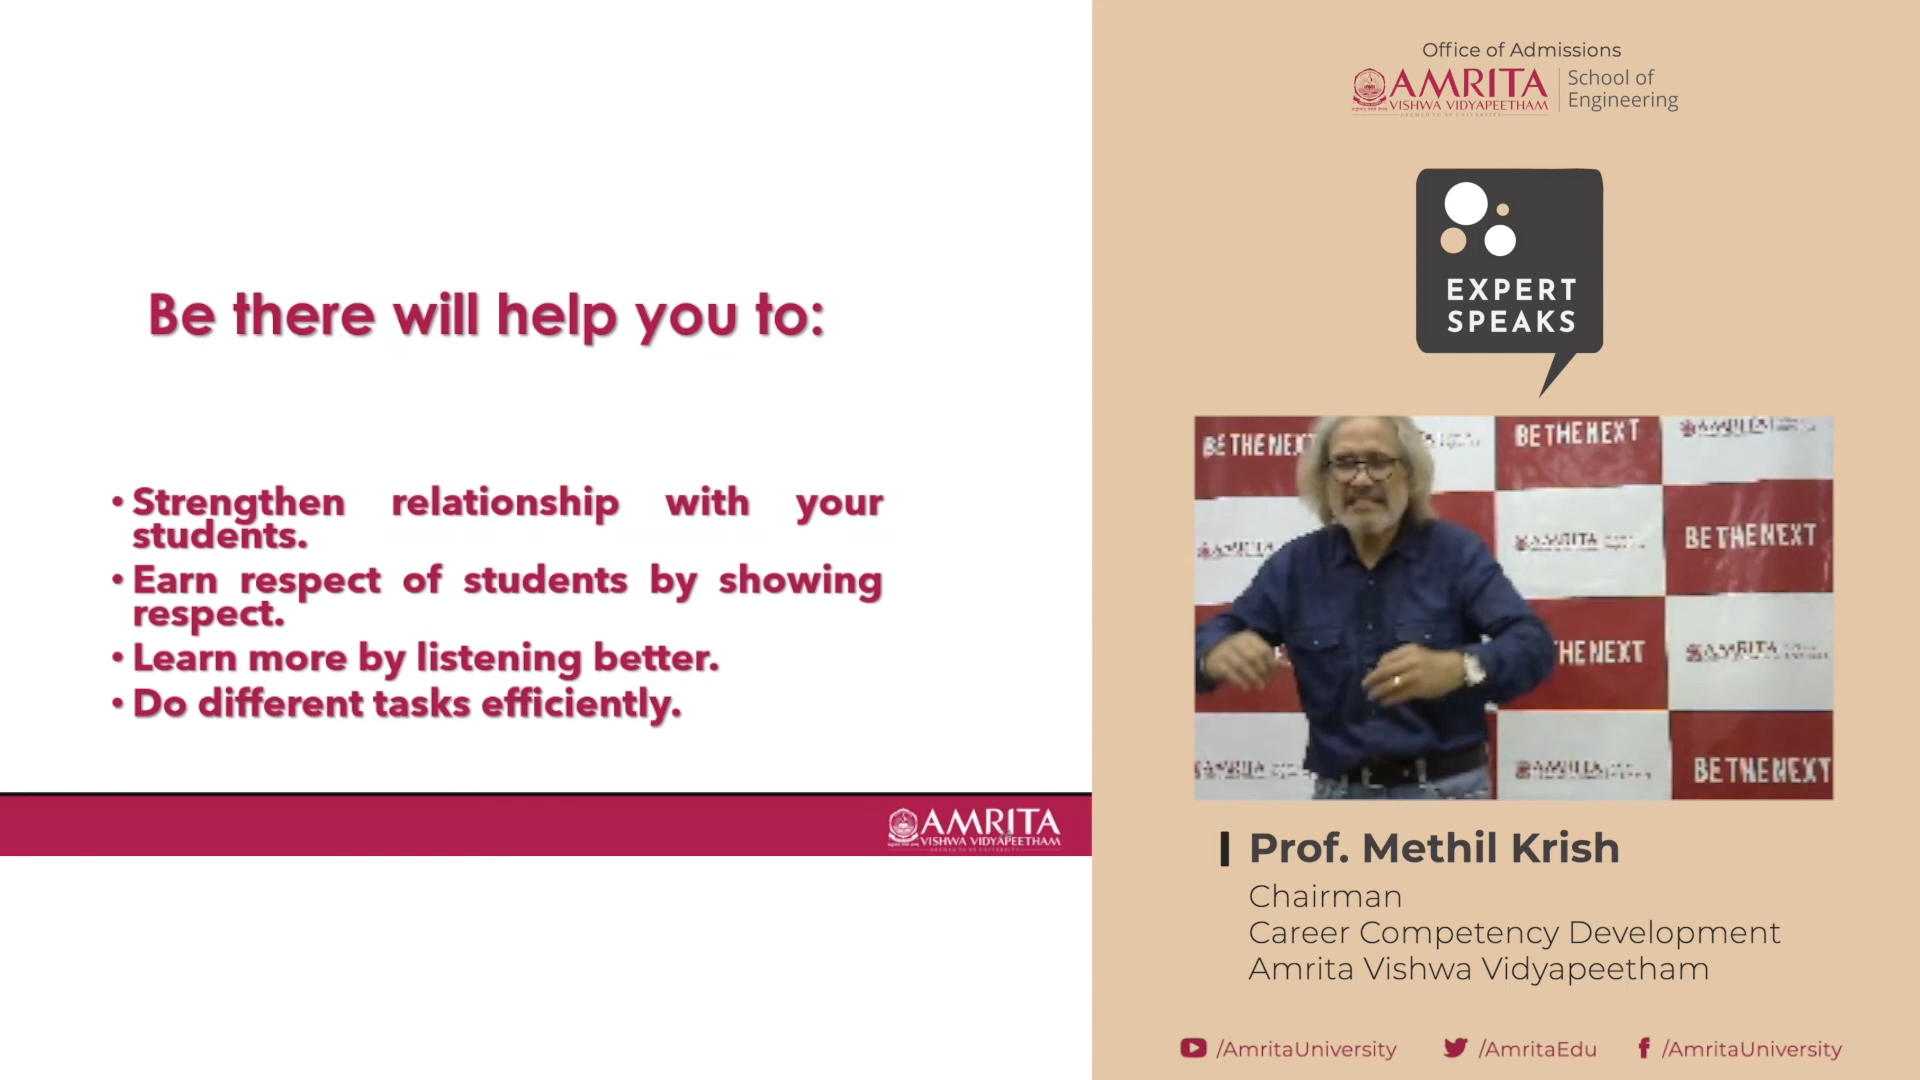 Be there will help you to:
• Strengthen relationship with your
students.
• Earn respect of students by showing
respect.
• Learn more by listening better.
• Do different tasks efficiently.
AMRITA
VISHWA VIDYAPEETHAM
Office of Admissions
AMRITA
VISHWA VIDYAPEETHAM
School of
Engineering
EXPERT
SPEAKS
BE THE NEXT
BE THE NEXT
AMRITA
AMRITA
BE THE NEXT
THE NEXT
AMRITA
BE THE NEXT
Prof. Methil Krish
Chairman
Career Competency Development
Amrita Vishwa Vidyapeetham
/AmritaUniversity
/AmritaEdu
/AmritaUniversity